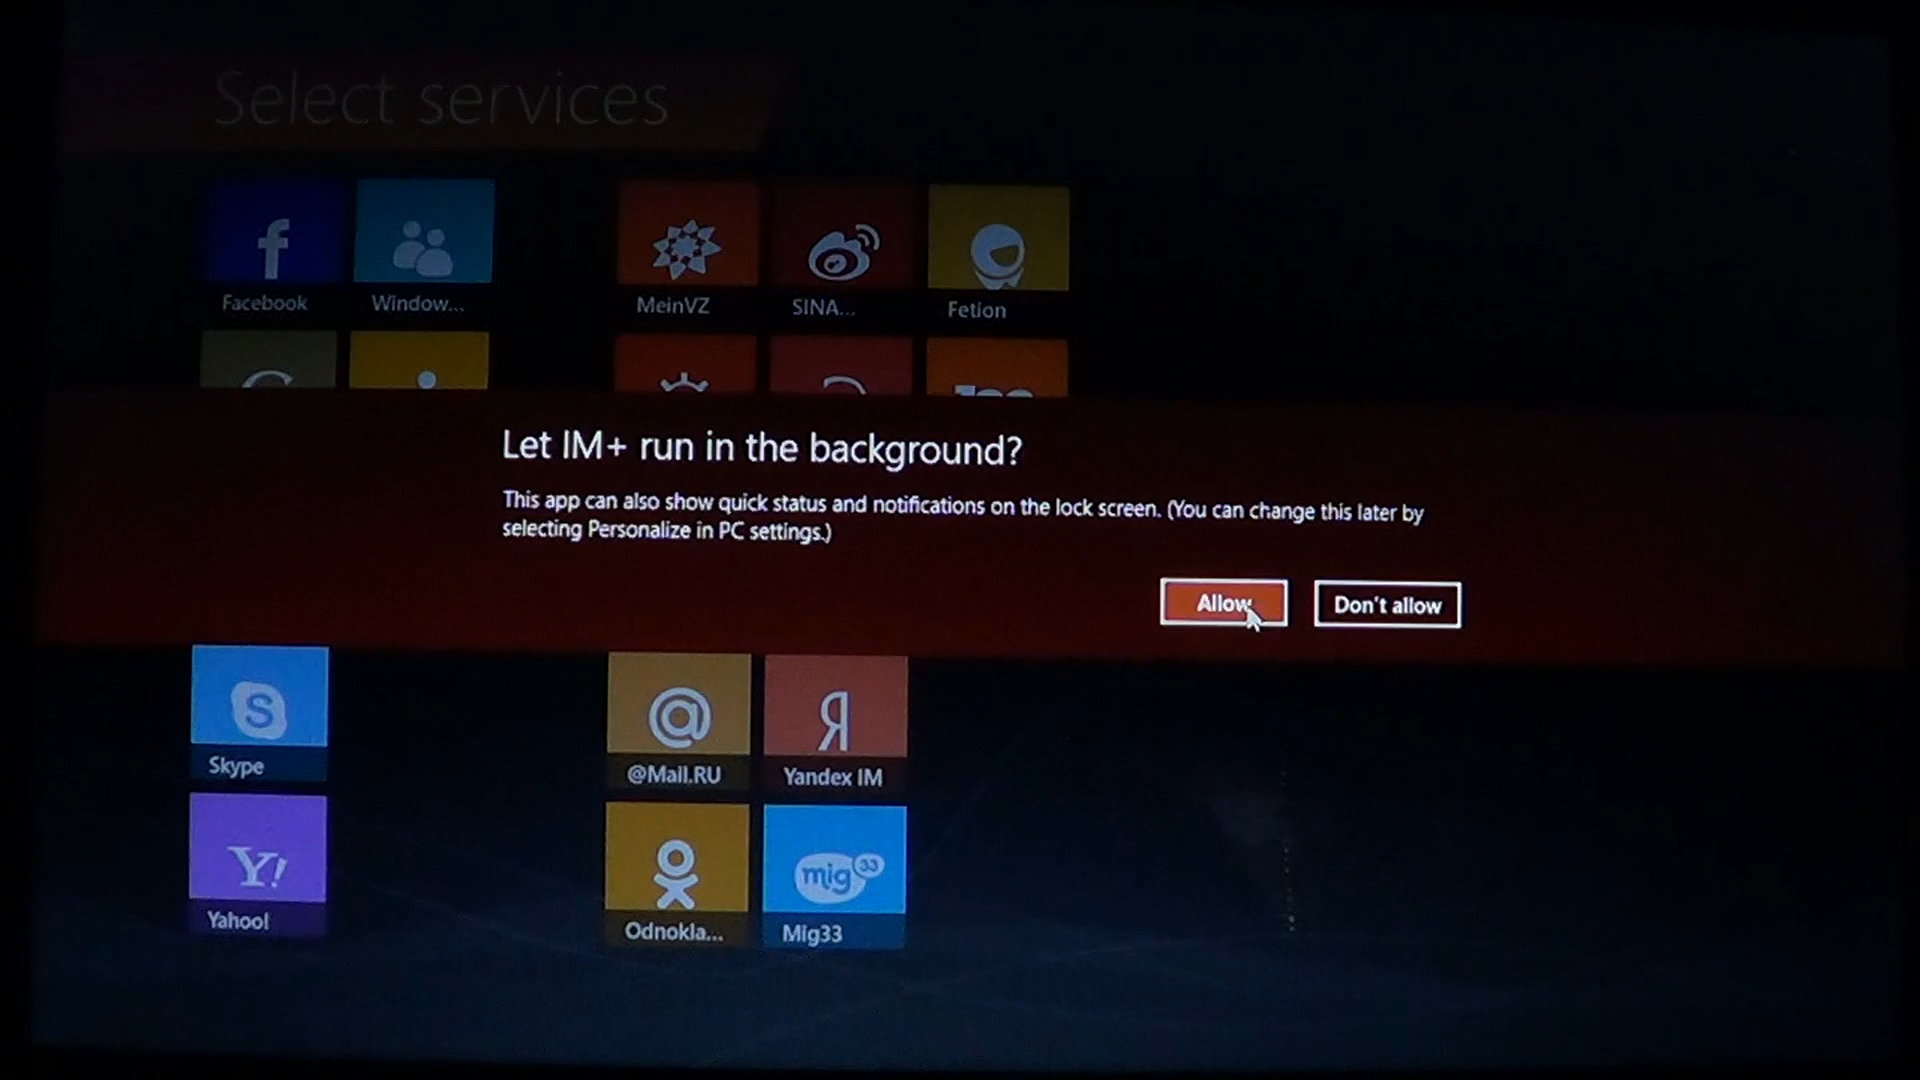 Select services
f
Facebook
Window...
MeinVZ
SINA...
Fetion
Let IM+ run in the background?
This app can also show quick status and notifications on the lock screen. (You can change this later by
selecting Personalize in PC settings.)
Allow
Don't allow
S
Skype
@
@Mail.RU
Я
Yandex IM
Y!
Yahoo!
Odnokla...
mig33
Mig33